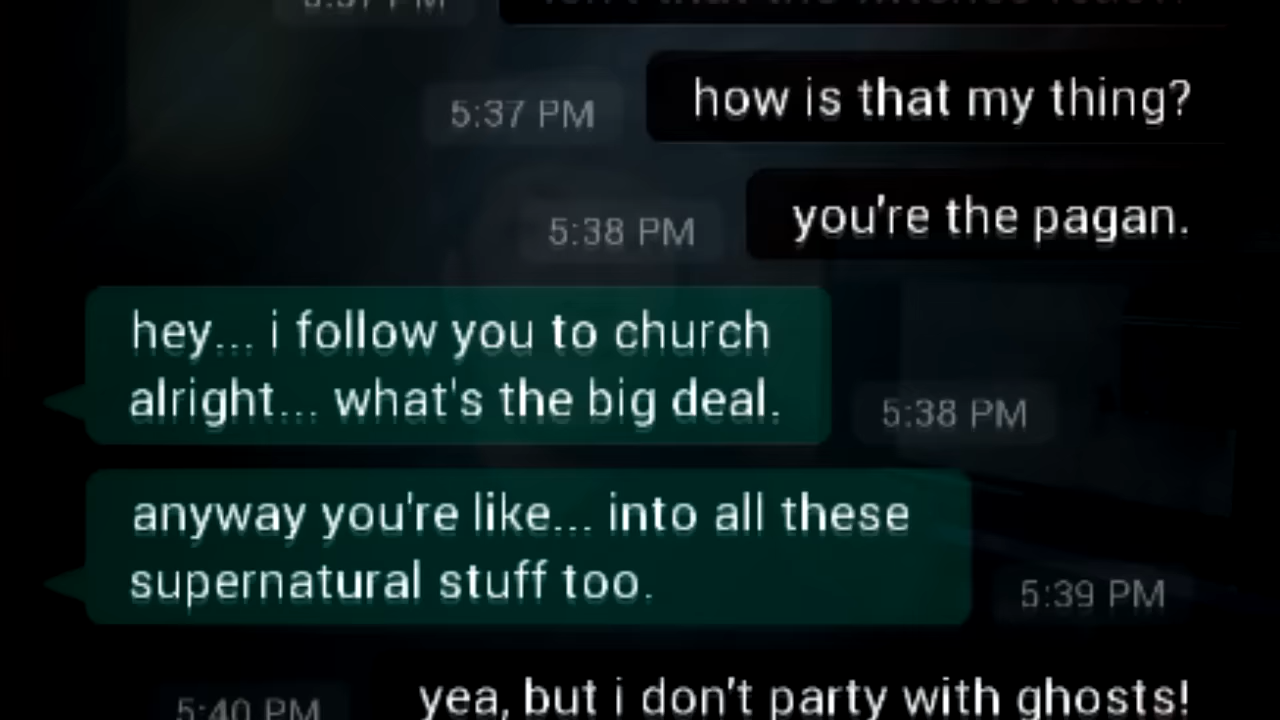 how is that my thing?
5:37 PM
you're the pagan.
5:38 PM
hey... i follow you to church
alright... what's the big deal.
5:38 PM
anyway you're like... into all these
supernatural stuff too.
5:39 PM
yea, but i don't party with ghosts!
5:40 PM